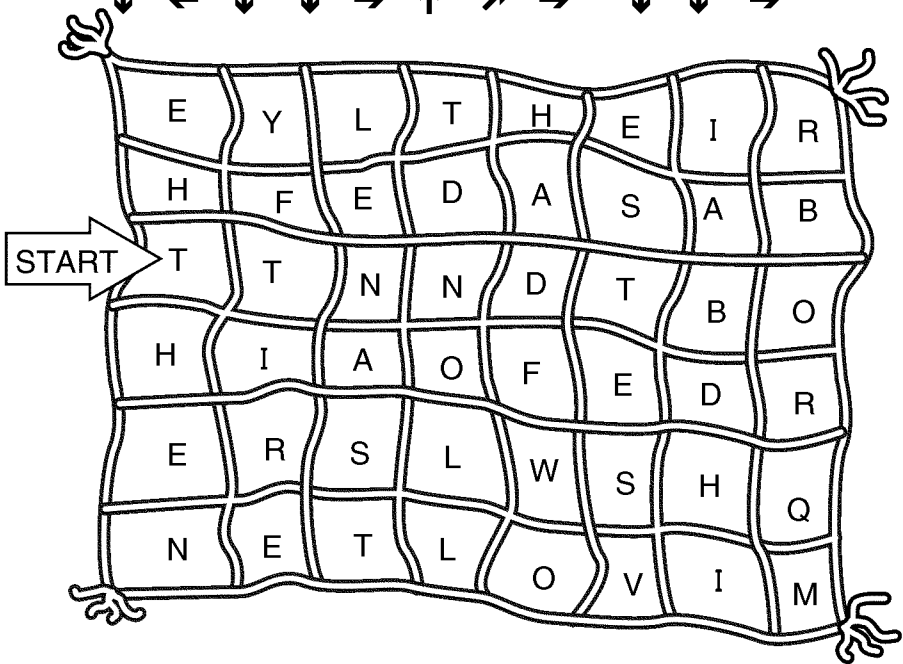 E Y L T H E I R
H F E D A S A B
START T T N N D T B O
H I A O F E D R
E R S L W S H Q
N E T L O V I M